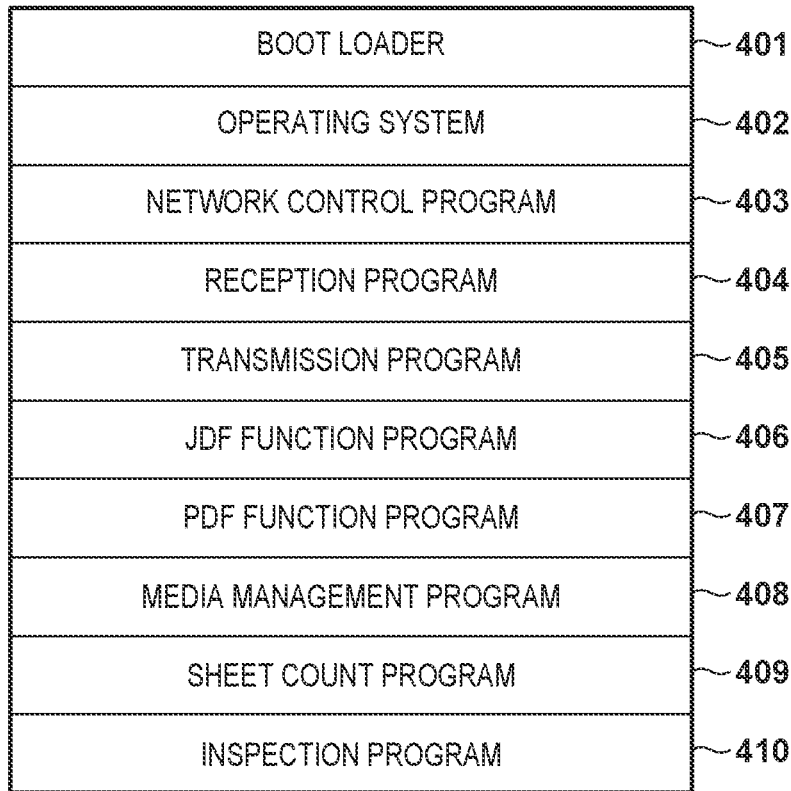 BOOT LOADER 401
OPERATING SYSTEM 402
NETWORK CONTROL PROGRAM 403
RECEPTION PROGRAM 404
TRANSMISSION PROGRAM 405
JDF FUNCTION PROGRAM 406
PDF FUNCTION PROGRAM 407
MEDIA MANAGEMENT PROGRAM 408
SHEET COUNT PROGRAM 409
INSPECTION PROGRAM 410